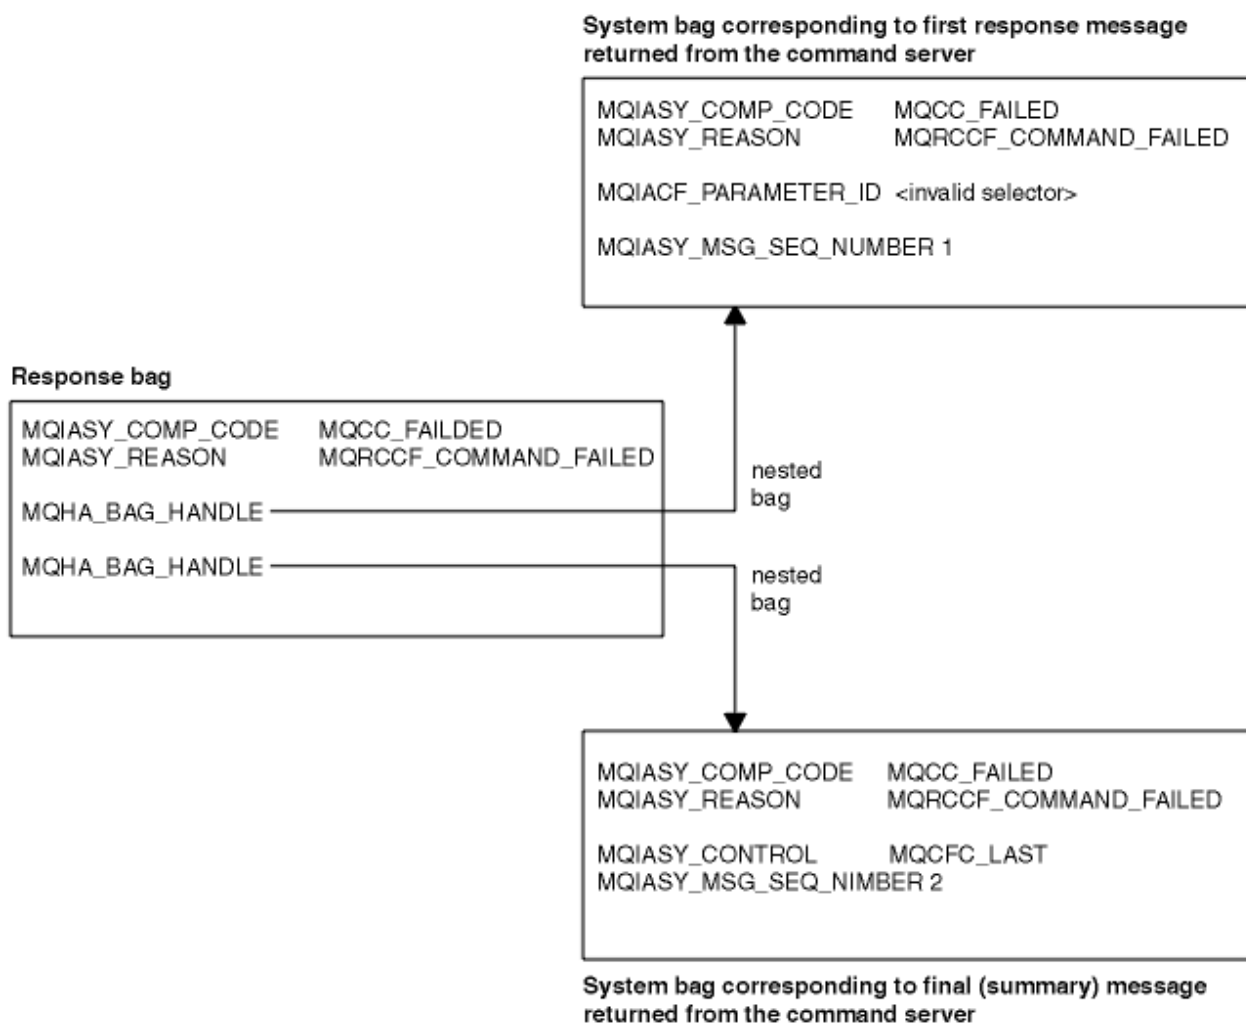 System bag corresponding to first response message
returned from the command server
MQIASY_COMP_CODE MQCC_FAILED
MQIASY_REASON MQRCCF_COMMAND_FAILED
MQIACF_PARAMETER_ID <invalid selector>
MQIASY_MSG_SEQ_NUMBER 1
Response bag
MQIASY_COMP_CODE MQCC_FAILDED
MQIASY_REASON MQRCCF_COMMAND_FAILED
MQHA_BAG_HANDLE
nested
bag
MQHA_BAG_HANDLE
nested
bag
MQIASY_COMP_CODE MQCC_FAILED
MQIASY_REASON MQRCCF_COMMAND_FAILED
MQIASY_CONTROL MQCFC_LAST
MQIASY_MSG_SEQ_NIMBER 2
System bag corresponding to final (summary) message
returned from the command server